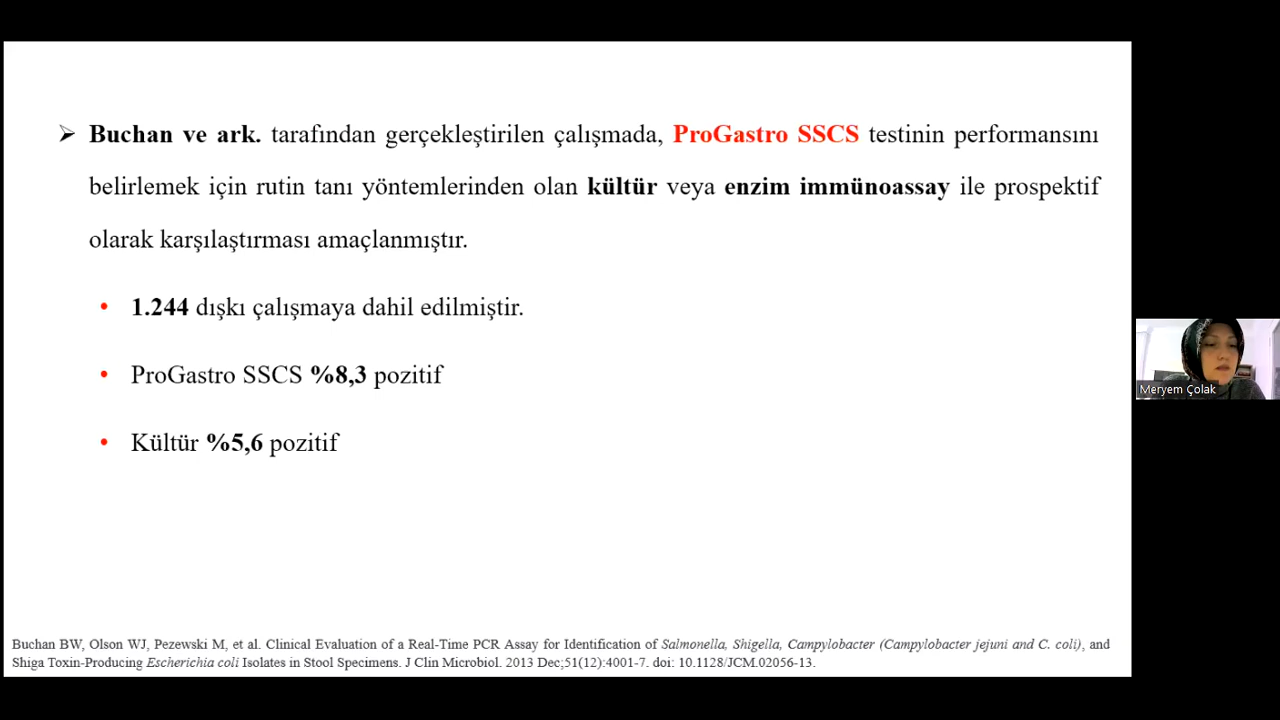 Buchan ve ark. tarafından gerçekleştirilen çalışmada, ProGastro SSCS testinin performansını
belirlemek için rutin tanı yöntemlerinden olan kültür veya enzim immünoassay ile prospektif
olarak karşılaştırması amaçlanmıştır.
• 1.244 dışkı çalışmaya dahil edilmiştir.
• ProGastro SSCS %8,3 pozitif
• Kültür %5,6 pozitif
Meryem Çolak
Buchan BW, Olson WJ, Pezewski M, et al. Clinical Evaluation of a Real-Time PCR Assay for Identification of Salmonella, Shigella, Campylobacter (Campylobacter jejuni and C. coli), and
Shiga Toxin-Producing Escherichia coli Isolates in Stool Specimens. J Clin Microbiol. 2013 Dec;51(12):4001-7. doi: 10.1128/JCM.02056-13.